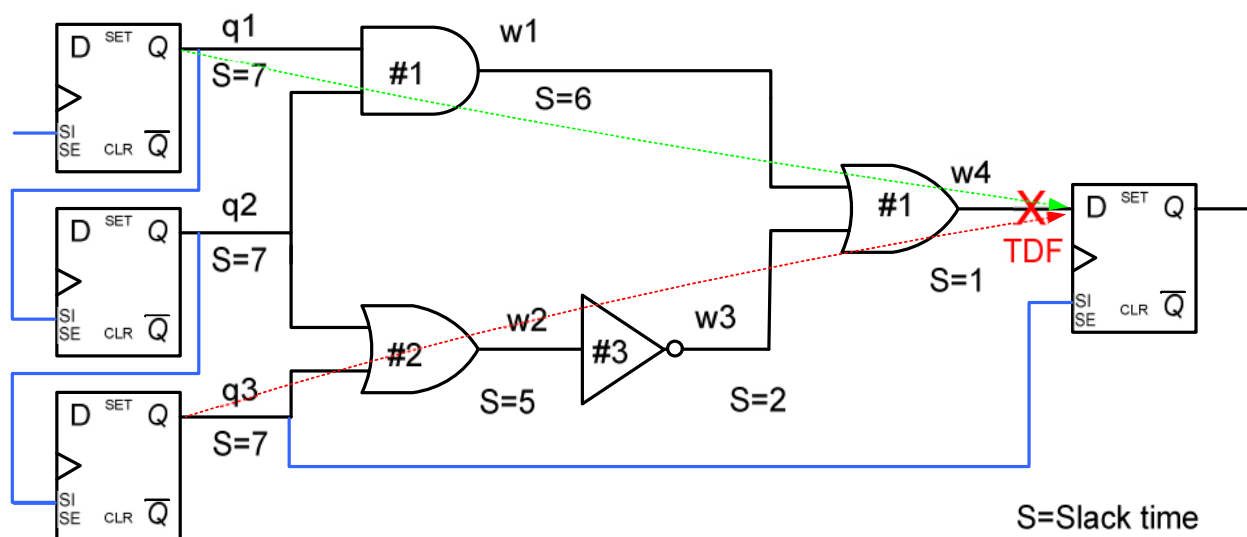 D SET Q
SI
SE CLR Q
q1
S=7
#1
w1
S=6
D SET Q
SI
SE CLR Q
q2
S=7
#1
w4
TDF
S=1
D SET Q
SI
SE CLR Q
#2
w2
S=5
#3
w3
S=2
D SET Q
SI
SE CLR Q
q3
S=7
S=Slack time